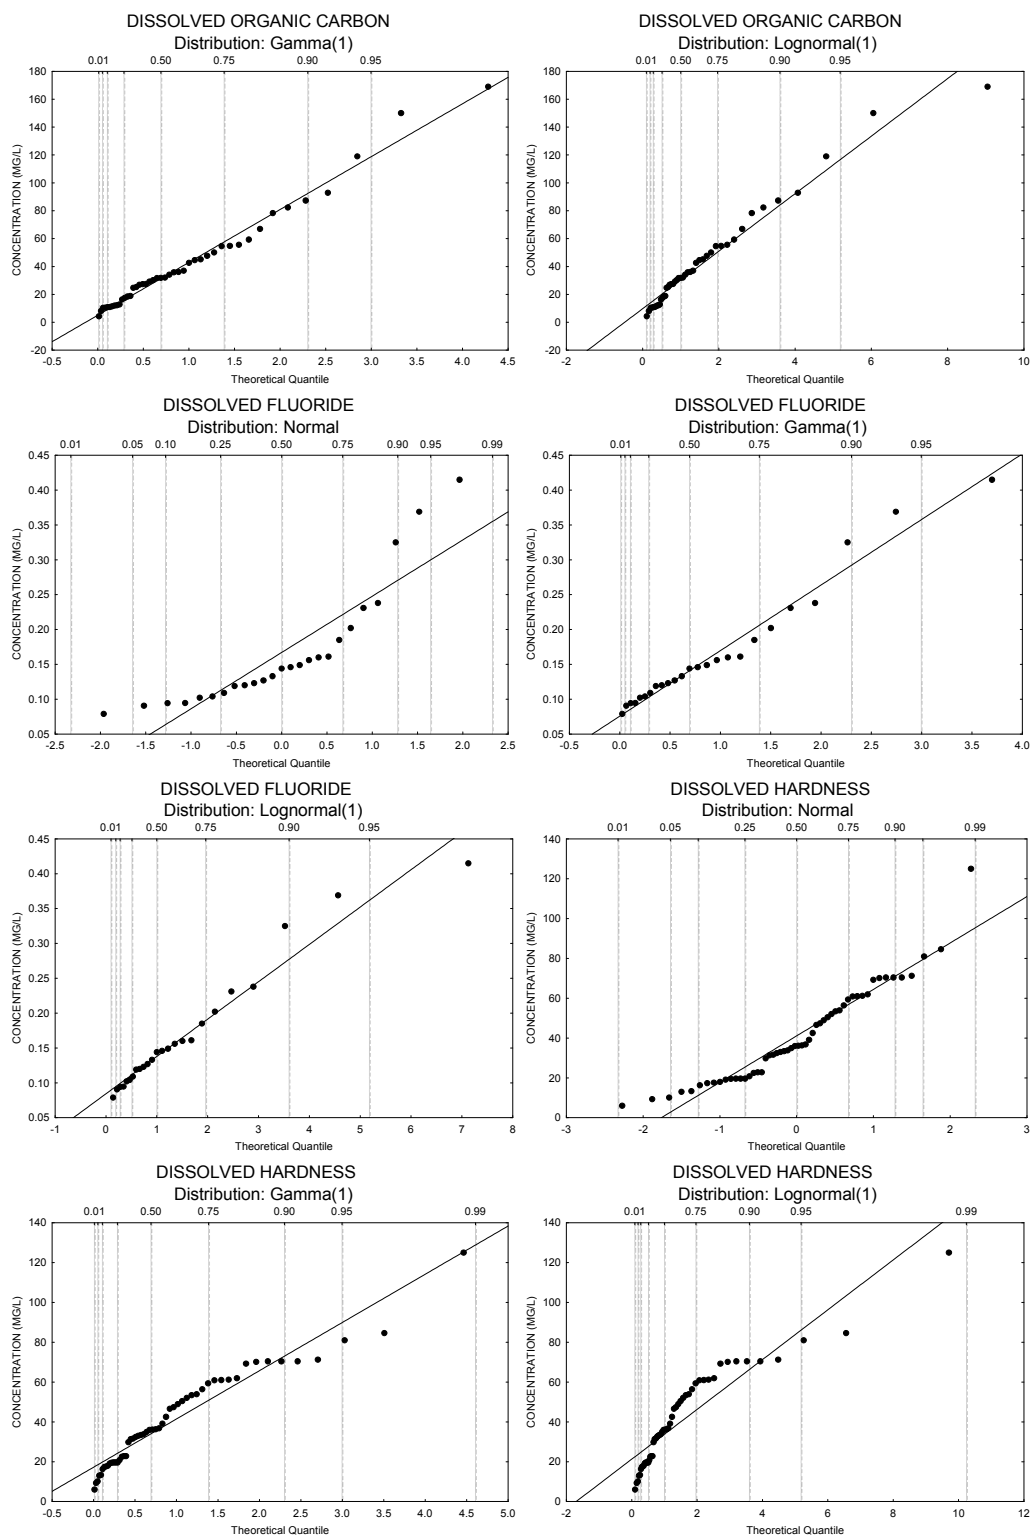 DISSOLVED ORGANIC CARBON
Distribution: Gamma(1)
0.01 0.50 0.75 0.90 0.95
CONCENTRATION (MG/L)
180
160
140
120
100
80
60
40
20
0
-20
-0.5 0.0 0.5 1.0 1.5 2.0 2.5 3.0 3.5 4.0 4.5
Theoretical Quantile
DISSOLVED ORGANIC CARBON
Distribution: Lognormal(1)
0.01 0.50 0.75 0.90 0.95
CONCENTRATION (MG/L)
180
160
140
120
100
80
60
40
20
0
-20
-2 0 2 4 6 8 10
Theoretical Quantile
DISSOLVED FLUORIDE
Distribution: Normal
0.01 0.05 0.10 0.25 0.50 0.75 0.90 0.95 0.99
CONCENTRATION (MG/L)
0.45
0.40
0.35
0.30
0.25
0.20
0.15
0.10
0.05
-2.5 -2.0 -1.5 -1.0 -0.5 0.0 0.5 1.0 1.5 2.0 2.5
Theoretical Quantile
DISSOLVED FLUORIDE
Distribution: Gamma(1)
0.01 0.50 0.75 0.90 0.95
CONCENTRATION (MG/L)
0.45
0.40
0.35
0.30
0.25
0.20
0.15
0.10
0.05
-0.5 0.0 0.5 1.0 1.5 2.0 2.5 3.0 3.5 4.0
Theoretical Quantile
DISSOLVED FLUORIDE
Distribution: Lognormal(1)
0.01 0.50 0.75 0.90 0.95
CONCENTRATION (MG/L)
0.45
0.40
0.35
0.30
0.25
0.20
0.15
0.10
0.05
-1 0 1 2 3 4 5 6 7 8
Theoretical Quantile
DISSOLVED HARDNESS
Distribution: Normal
0.01 0.05 0.25 0.50 0.75 0.90 0.99
CONCENTRATION (MG/L)
140
120
100
80
60
40
20
0
-3 -2 -1 0 1 2 3
Theoretical Quantile
DISSOLVED HARDNESS
Distribution: Gamma(1)
0.01 0.50 0.75 0.90 0.95 0.99
CONCENTRATION (MG/L)
140
120
100
80
60
40
20
0
-0.5 0.0 0.5 1.0 1.5 2.0 2.5 3.0 3.5 4.0 4.5 5.0
Theoretical Quantile
DISSOLVED HARDNESS
Distribution: Lognormal(1)
0.01 0.75 0.90 0.95 0.99
CONCENTRATION (MG/L)
140
120
100
80
60
40
20
0
-2 0 2 4 6 8 10 12
Theoretical Quantile